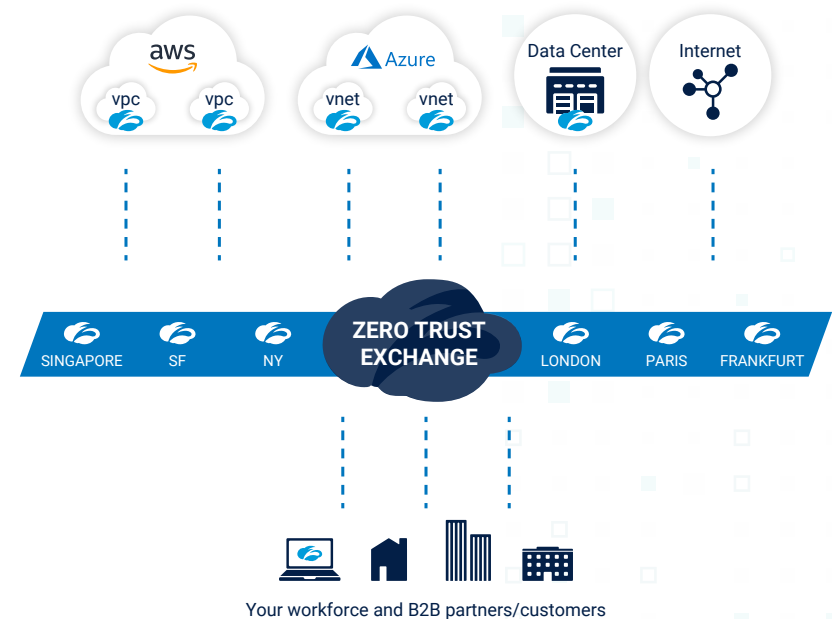 aws
vpc
vpc
Azure
vnet
vnet
Data Center
Internet
SINGAPORE
SF
NY
ZERO TRUST
EXCHANGE
LONDON
PARIS
FRANKFURT
Your workforce and B2B partners/customers